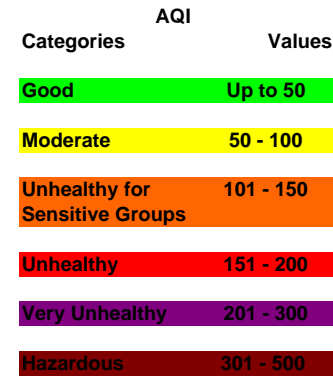 AQI
Categories Values
Good Up to 50
Moderate 50 - 100
Unhealthy for 101 - 150
Sensitive Groups
Unhealthy 151 - 200
Very Unhealthy 201 - 300
Hazardous 301 - 500